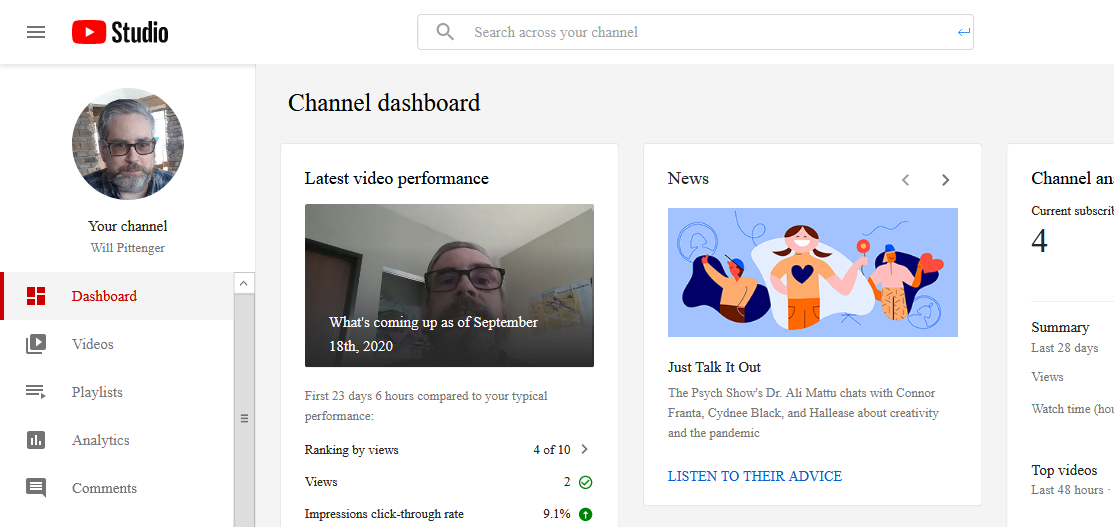 Studio
Search across your channel
Channel dashboard
Your channel
Will Pittenger
Dashboard
Videos
Playlists
Analytics
Comments
Latest video performance
What's coming up as of September
18th, 2020
First 23 days 6 hours compared to your typical
performance:
Ranking by views 4 of 10
Views 2
Impressions click-through rate 9.1%
News
Just Talk It Out
The Psych Show's Dr. Ali Mattu chats with Connor
Franta, Cydnee Black, and Hallease about creativity
and the pandemic
LISTEN TO THEIR ADVICE
Channel ana
Current subscrib
4
Summary
Last 28 days
Views
Watch time (hou
Top videos
Last 48 hours ·